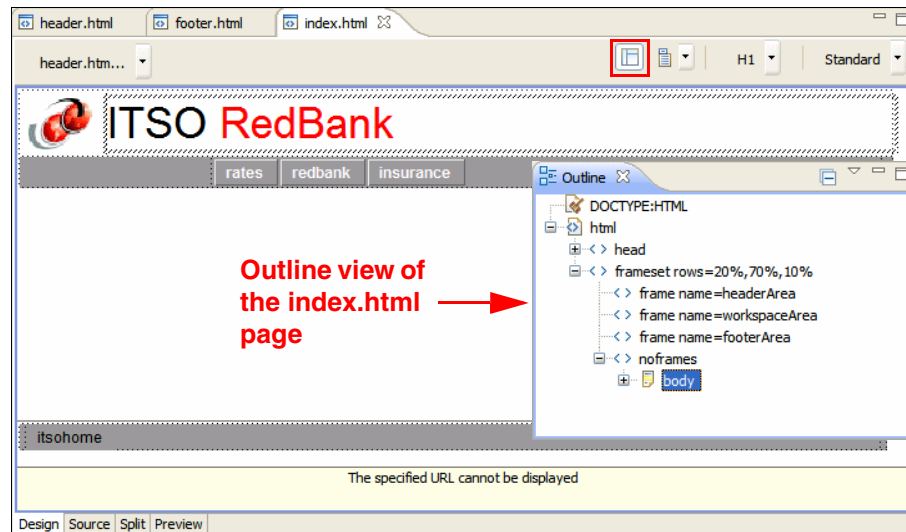 header.html footer.html index.html
header.htm... H1 Standard
ITSO RedBank
rates redbank insurance
Outline
DOCTYPE:HTML
html
head
frameset rows=20%,70%,10%
frame name=headerArea
frame name=workspaceArea
frame name=footerArea
noframes
body
Outline view of
the index.html
page
itsohome
The specified URL cannot be displayed
Design Source Split Preview